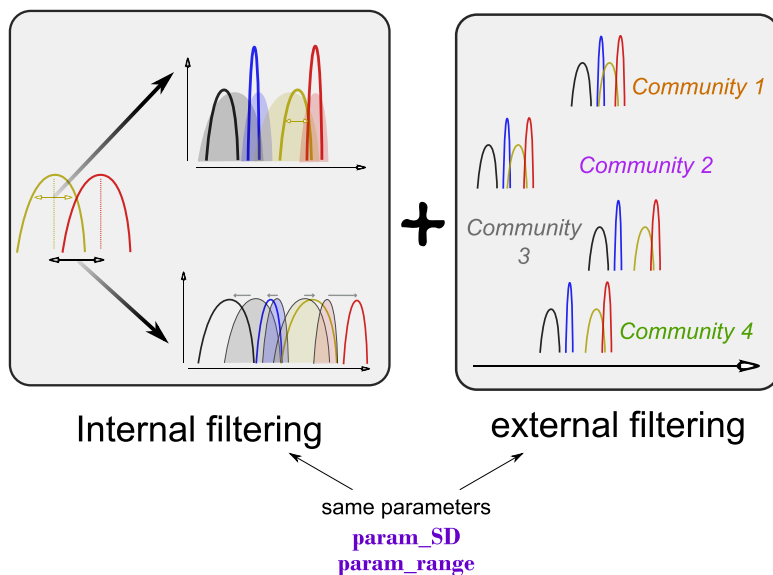 Community 1
Community 2
Community
3
Community 4
Internal filtering
external filtering
same parameters
param_SD
param_range